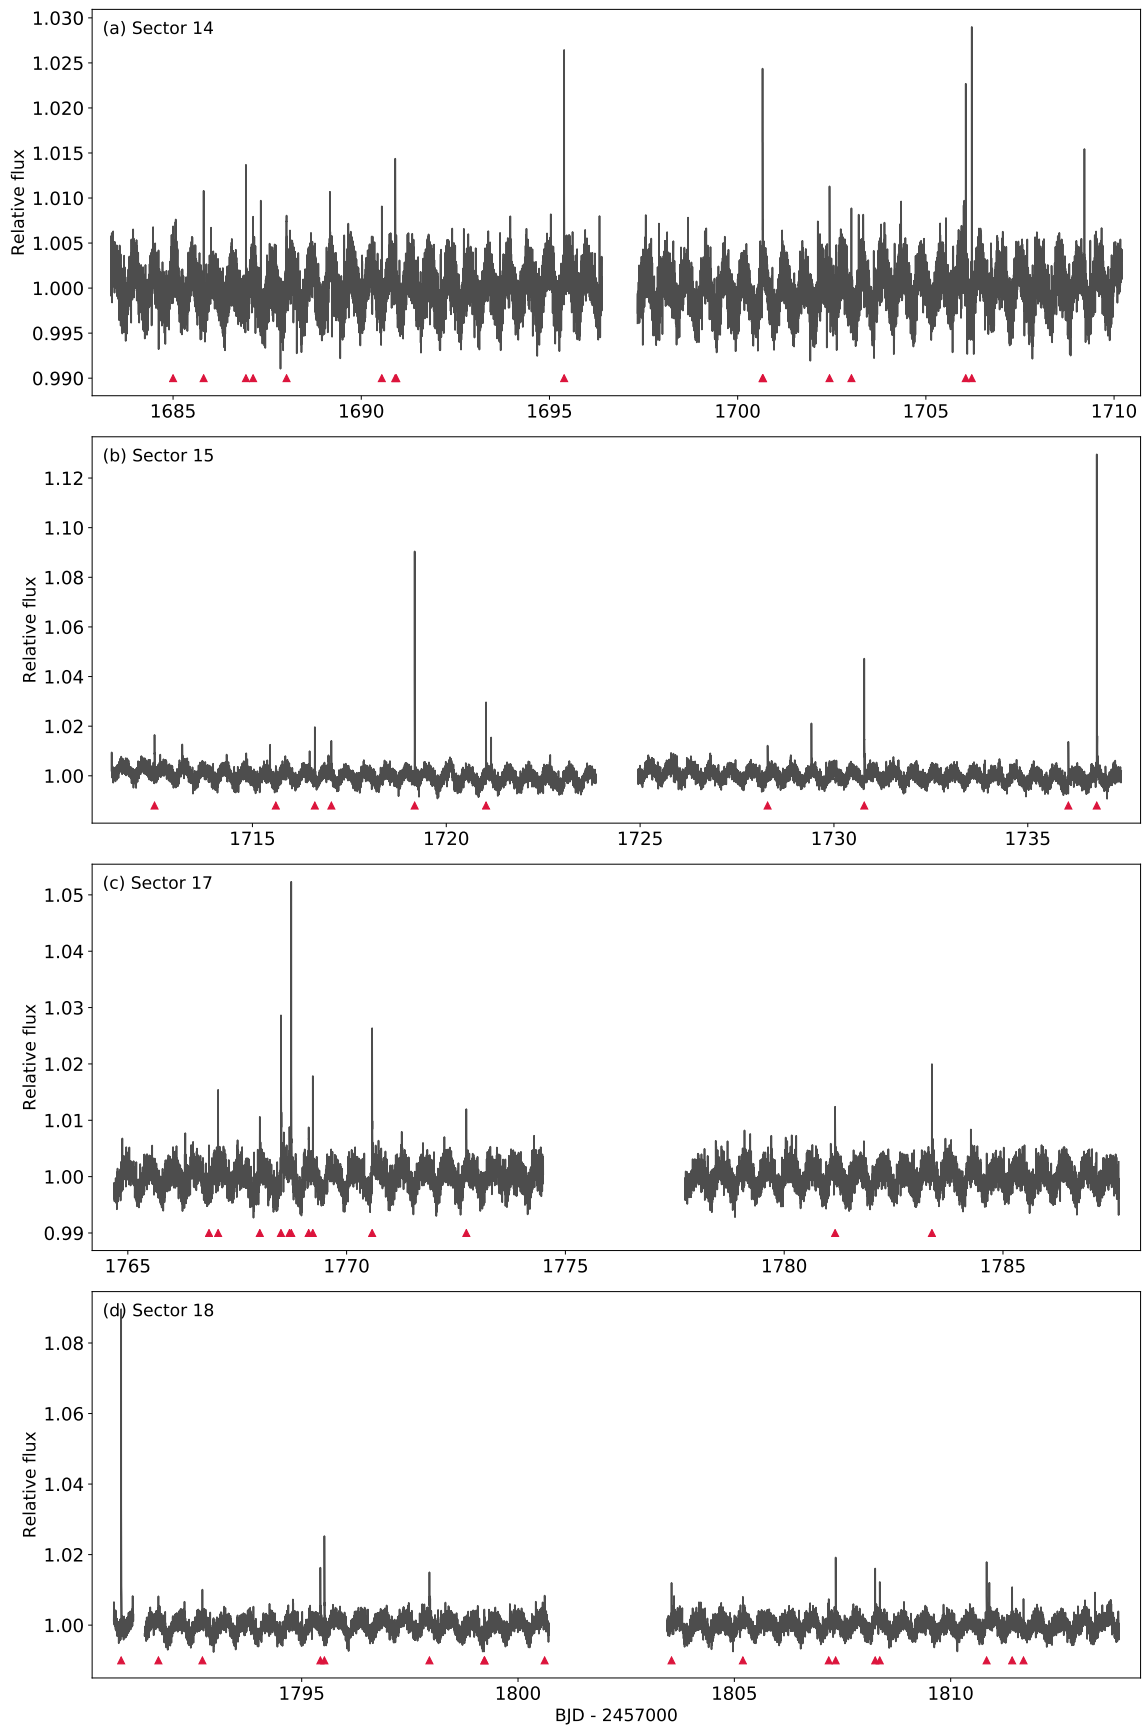 (a) Sector 14
Relative flux
1.030
1.025
1.020
1.015
1.010
1.005
1.000
0.995
0.990
1685 1690 1695 1700 1705 1710
(b) Sector 15
Relative flux
1.12
1.10
1.08
1.06
1.04
1.02
1.00
1715 1720 1725 1730 1735
(c) Sector 17
Relative flux
1.05
1.04
1.03
1.02
1.01
1.00
0.99
1765 1770 1775 1780 1785
(d) Sector 18
Relative flux
1.08
1.06
1.04
1.02
1.00
1795 1800 1805 1810
BJD - 2457000